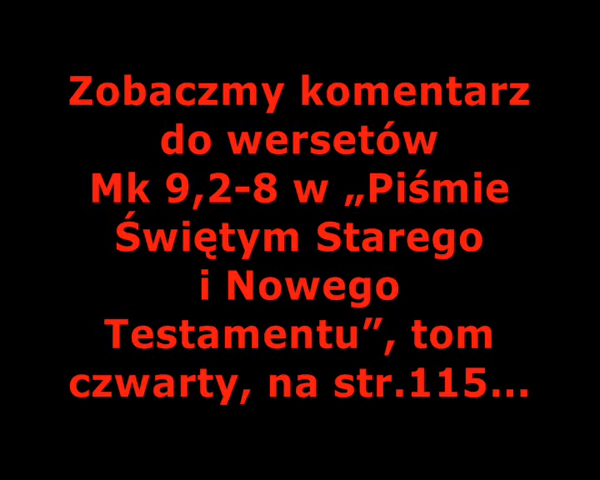 Zobaczmy komentarz
do wersetów
Mk 9,2-8 w „Piśmie
Świętym Starego
i Nowego
Testamentu”, tom
czwarty, na str.115...